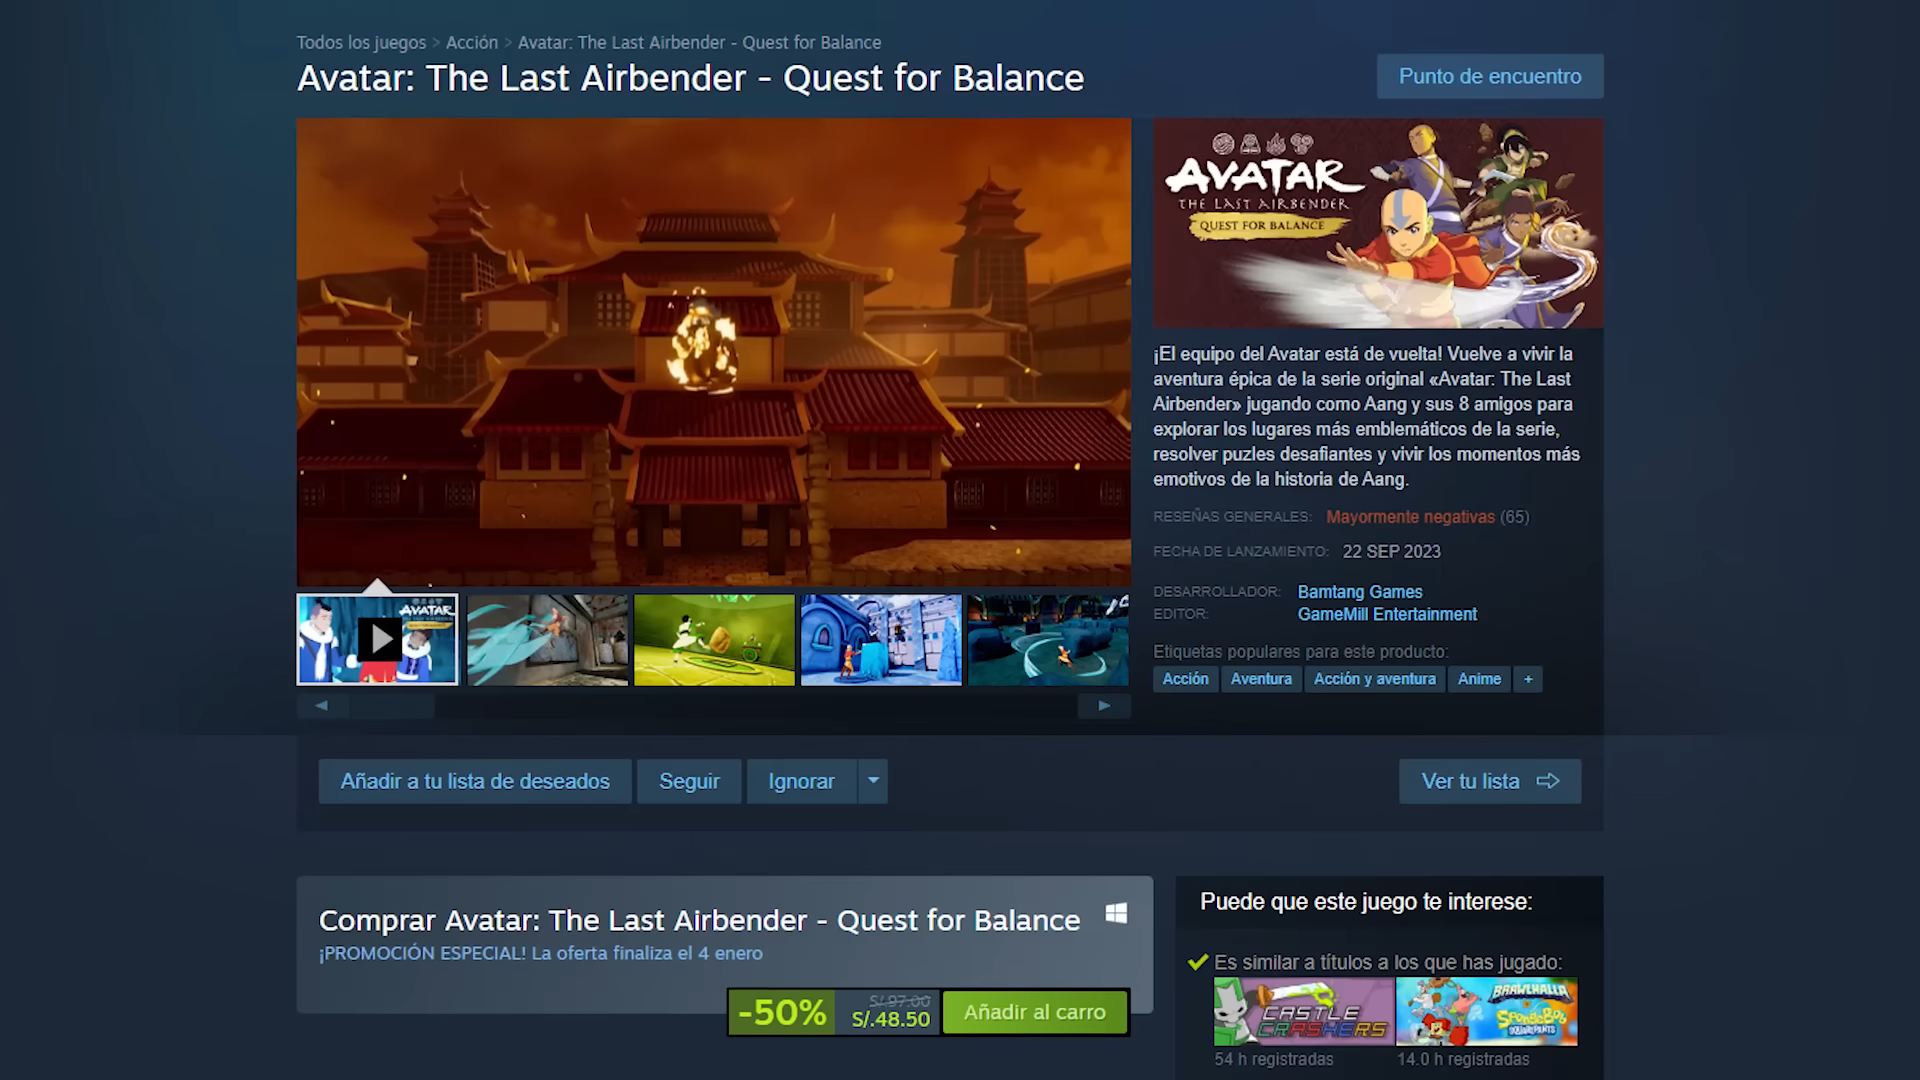 Todos los juegos > Acción > Avatar: The Last Airbender - Quest for Balance
Avatar: The Last Airbender - Quest for Balance
Punto de encuentro
AVATAR
THE LAST AIRBENDER
QUEST FOR BALANCE
¡El equipo del Avatar está de vuelta! Vuelve a vivir la
aventura épica de la serie original «Avatar: The Last
Airbender» jugando como Aang y sus 8 amigos para
explorar los lugares más emblemáticos de la serie,
resolver puzles desafiantes y vivir los momentos más
emotivos de la historia de Aang.
RESEÑAS GENERALES: Mayormente negativas (65)
FECHA DE LANZAMIENTO: 22 SEP 2023
DESARROLLADOR: Bamtang Games
EDITOR: GameMill Entertainment
Etiquetas populares para este producto:
Acción Aventura Acción y aventura Anime +
AVATAR
Añadir a tu lista de deseados Seguir Ignorar
Ver tu lista
Comprar Avatar: The Last Airbender - Quest for Balance
¡PROMOCIÓN ESPECIAL! La oferta finaliza el 4 enero
-50% S/.97.00 S/.48.50 Añadir al carro
Puede que este juego te interese:
Es similar a títulos a los que has jugado:
CASTLE CRASHERS
BRAWLHALLA
SPONGEBOB SQUAREPANTS
54 h registradas 14.0 h registradas